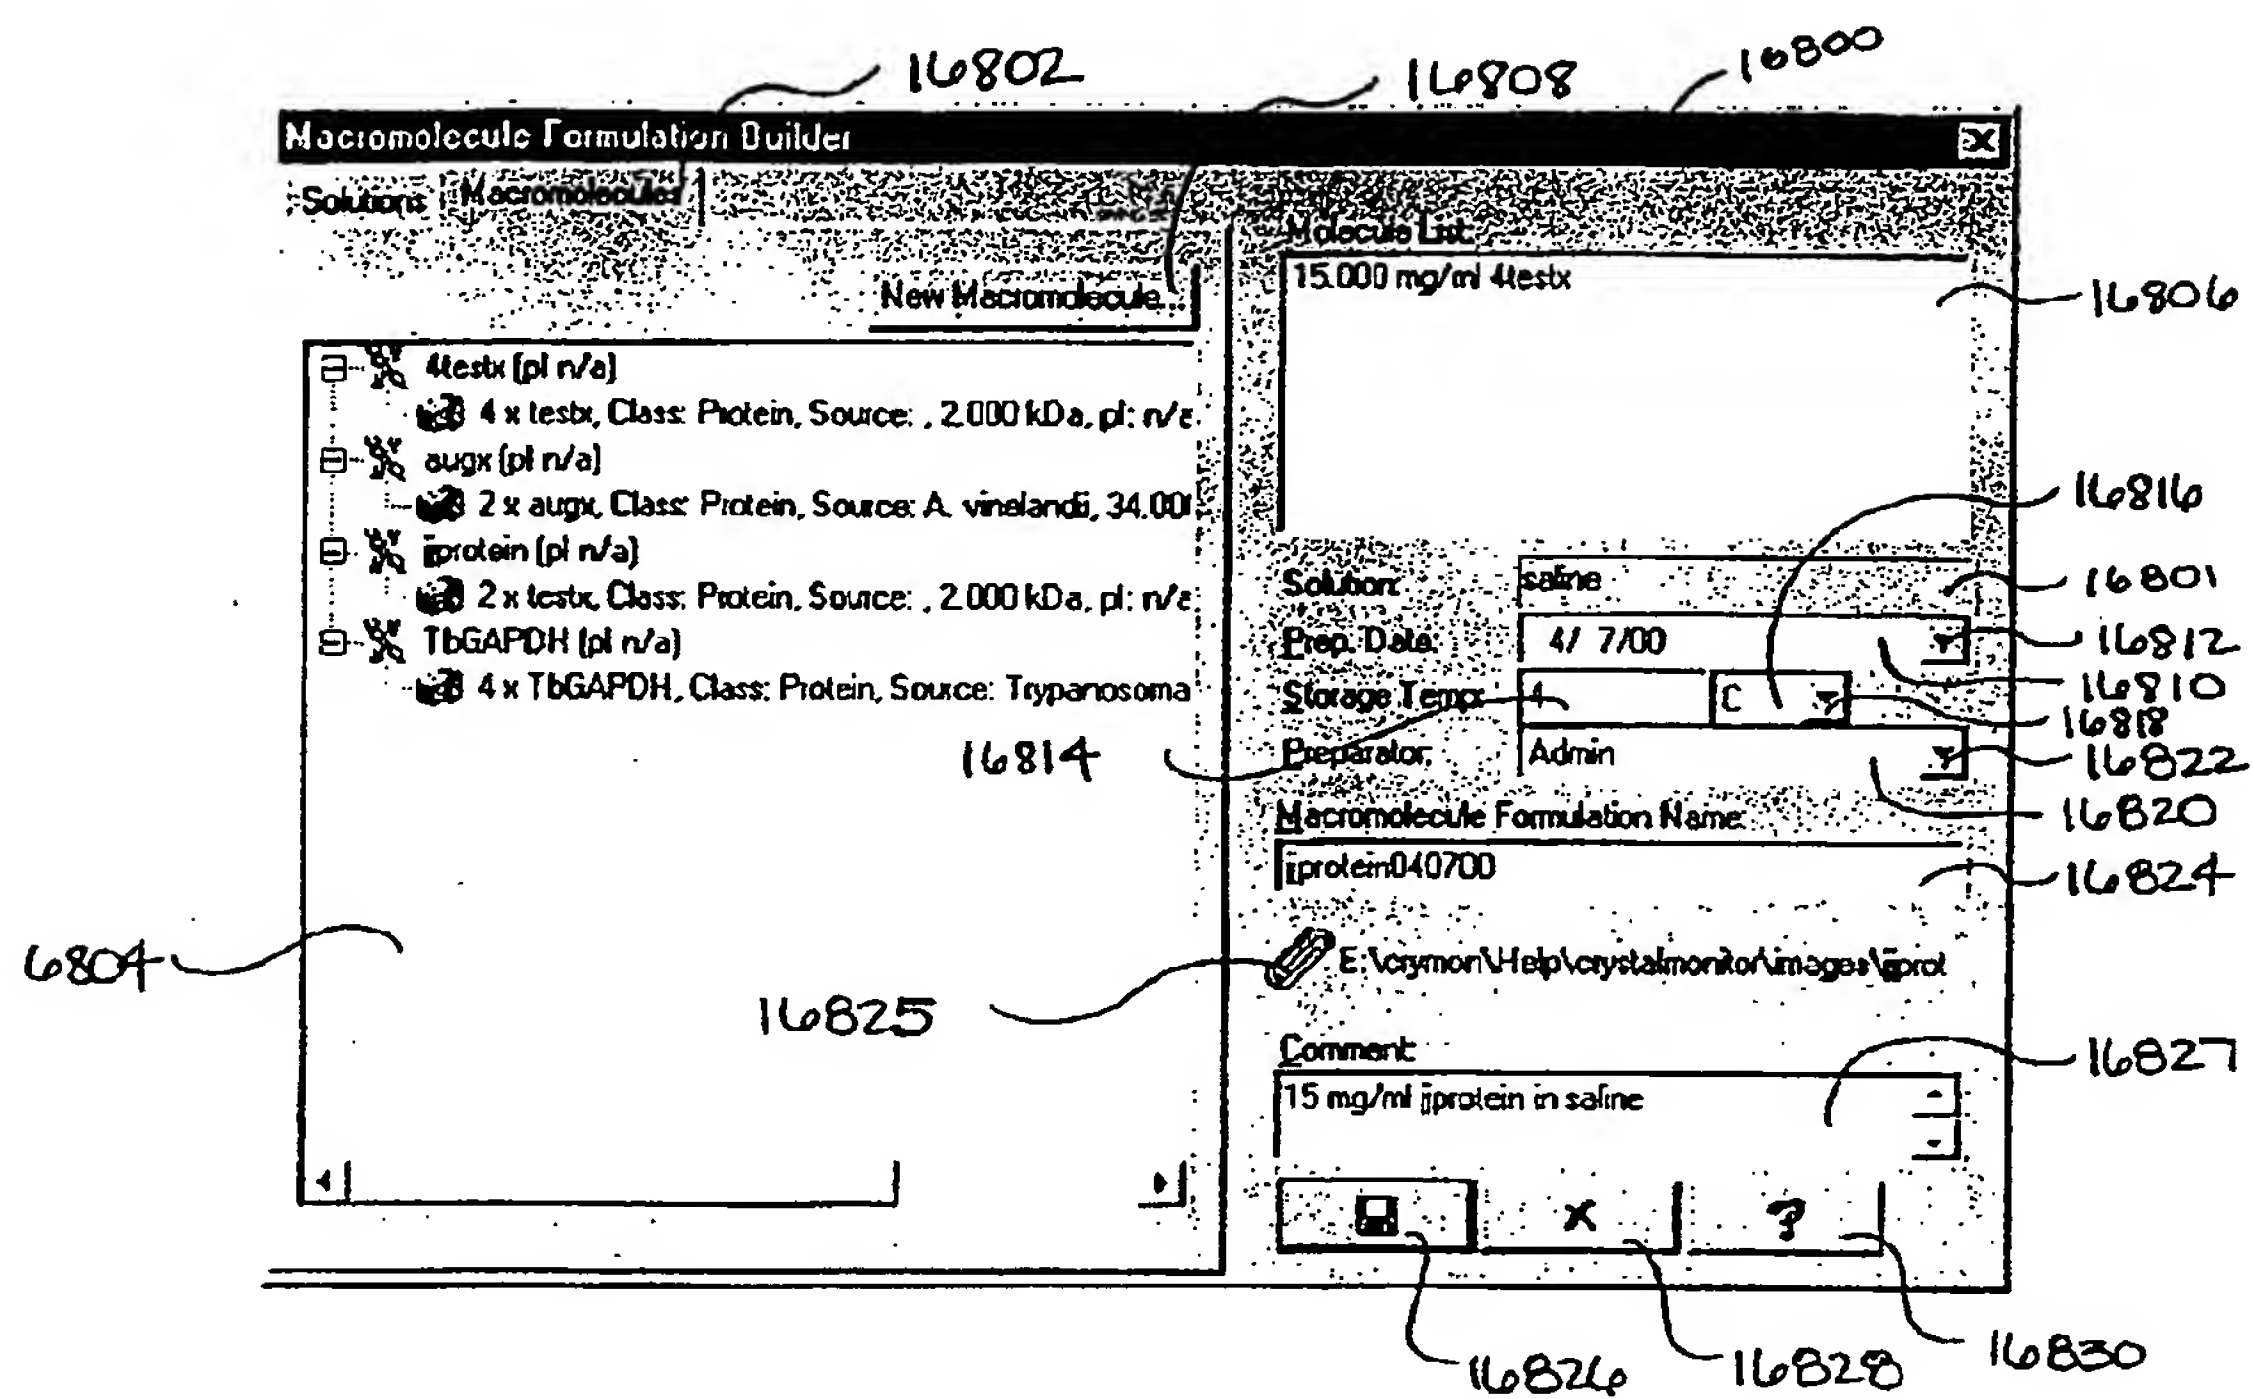 16802
16808
16800
Macromolecule Formulation Builder
Solutions
Macromolecules
New Macromolecule...
4testx (pI n/a)
4 x testx, Class: Protein, Source: , 2.000 kDa, pI: n/a
augx (pI n/a)
2 x augx, Class: Protein, Source: A. vinelandii, 34.00
jjprotein (pI n/a)
2 x testx, Class: Protein, Source: , 2.000 kDa, pI: n/a
TbGAPDH (pI n/a)
4 x TbGAPDH, Class: Protein, Source: Trypanosoma
6804
16814
16825
Molecule List:
15.000 mg/ml 4testx
16806
16816
Solution:
saline
16801
Prep. Date:
4/ 7/00
16812
16810
Storage Temp:
4
C
16818
Preparator:
Admin
16822
16820
Macromolecule Formulation Name:
jjprotein040700
16824
E:\crymon\Help\crystalmonitor\images\jjprot
Comment:
16827
15 mg/ml jjprotein in saline
X
?
16826
16828
16830